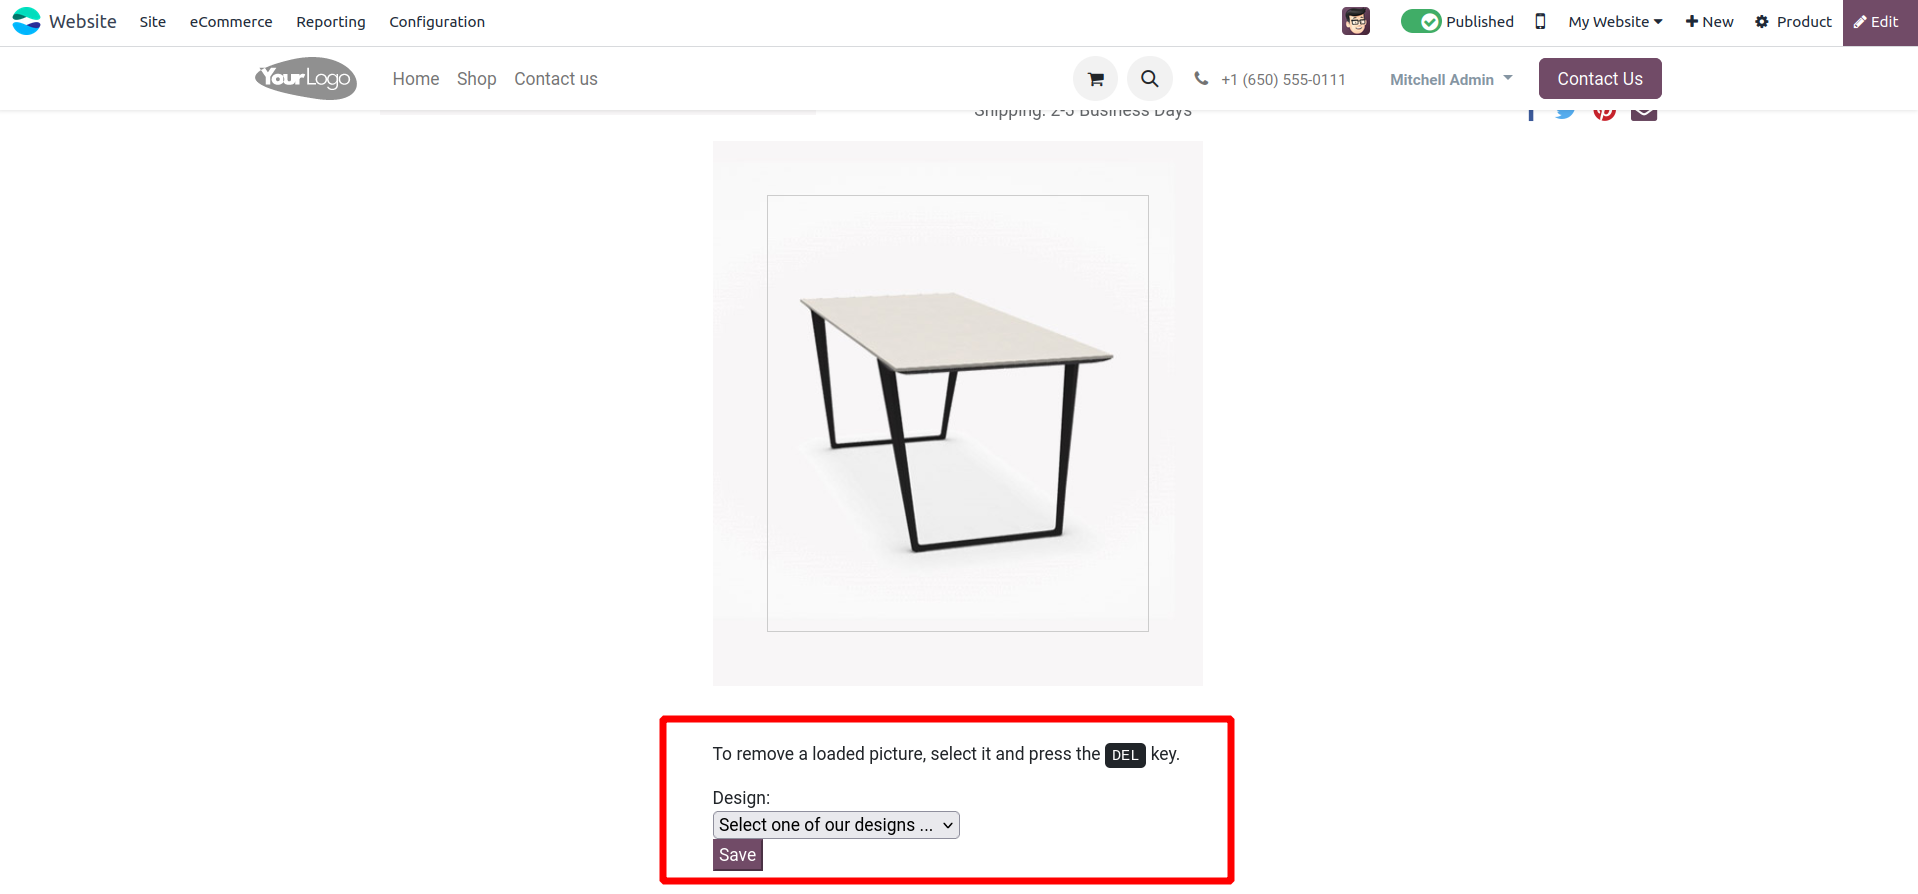 Website Site eCommerce Reporting Configuration Published My Website New Product Edit
YourLogo Home Shop Contact us +1 (650) 555-0111 Mitchell Admin Contact Us
Shipping: 2-3 Business Days
To remove a loaded picture, select it and press the DEL key.
Design:
Select one of our designs ...
Save